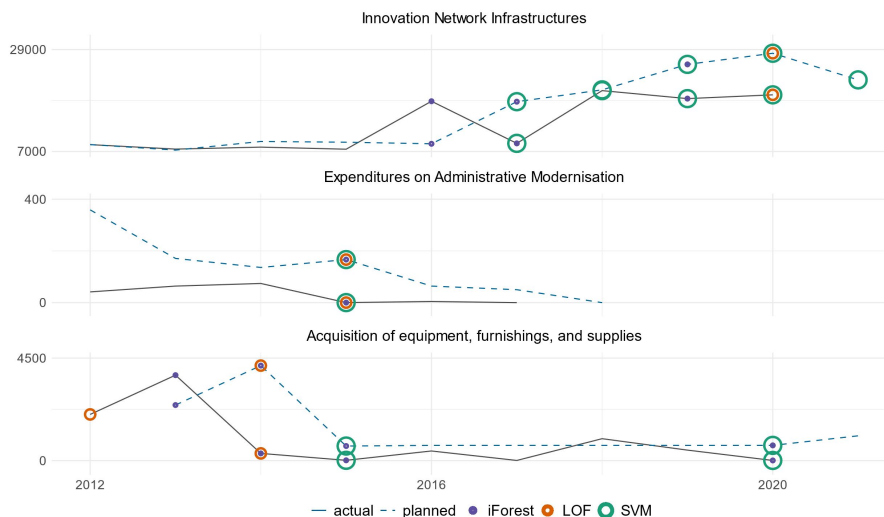 Innovation Network Infrastructures
29000
7000
Expenditures on Administrative Modernisation
400
0
Acquisition of equipment, furnishings, and supplies
4500
0
2012 2016 2020
actual planned iForest LOF SVM